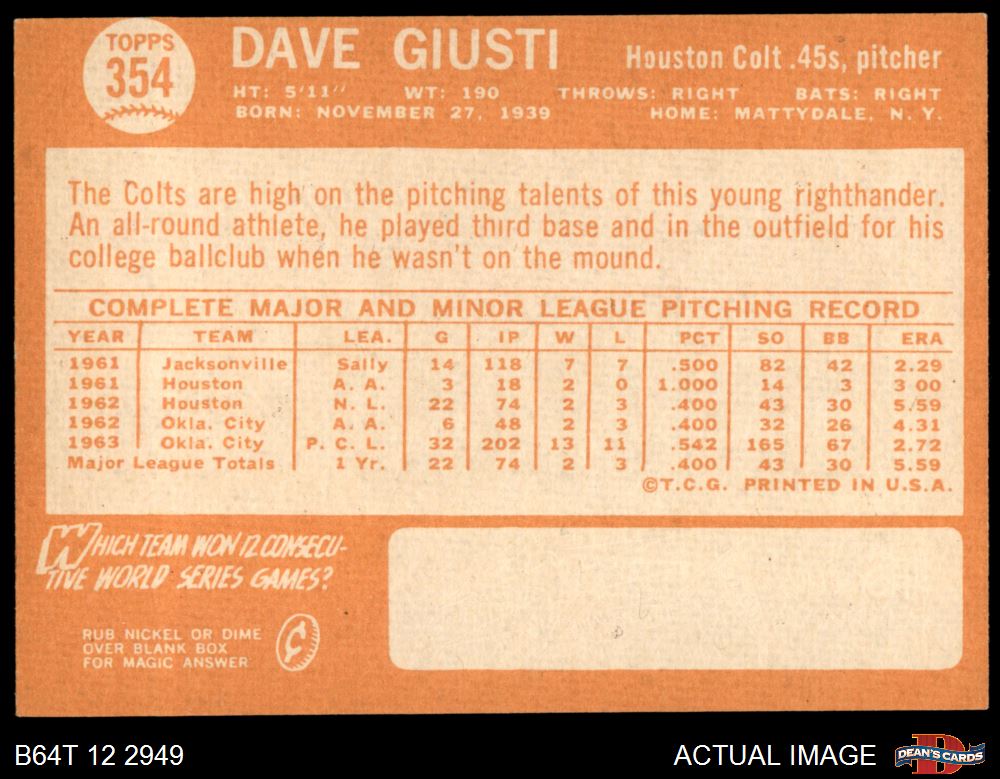 TOPPS
354
DAVE GIUSTI
Houston Colt .45s, pitcher
HT: 5'11" WT: 190 THROWS: RIGHT BATS: RIGHT
BORN: NOVEMBER 27, 1939 HOME: MATTYDALE, N. Y.
The Colts are high on the pitching talents of this young righthander.
An all-round athlete, he played third base and in the outfield for his
college ballclub when he wasn't on the mound.
COMPLETE MAJOR AND MINOR LEAGUE PITCHING RECORD
YEAR TEAM LEA. G IP W L PCT SO BB ERA
1961 Jacksonville Sally 14 118 7 7 .500 82 42 2.29
1961 Houston A. A. 3 18 2 0 1.000 14 3 3 00
1962 Houston N. L. 22 74 2 3 .400 43 30 5.59
1962 Okla. City A. A. 6 48 2 3 .400 32 26 4.31
1963 Okla. City P. C. L. 32 202 13 11 .542 165 67 2.72
Major League Totals 1 Yr. 22 74 2 3 .400 43 30 5.59
©T.C.G. PRINTED IN U.S.A.
WHICH TEAM WON 12 CONSECU-
TIVE WORLD SERIES GAMES?
RUB NICKEL OR DIME
OVER BLANK BOX
FOR MAGIC ANSWER
B64T 12 2949
ACTUAL IMAGE
DEAN'S CARDS